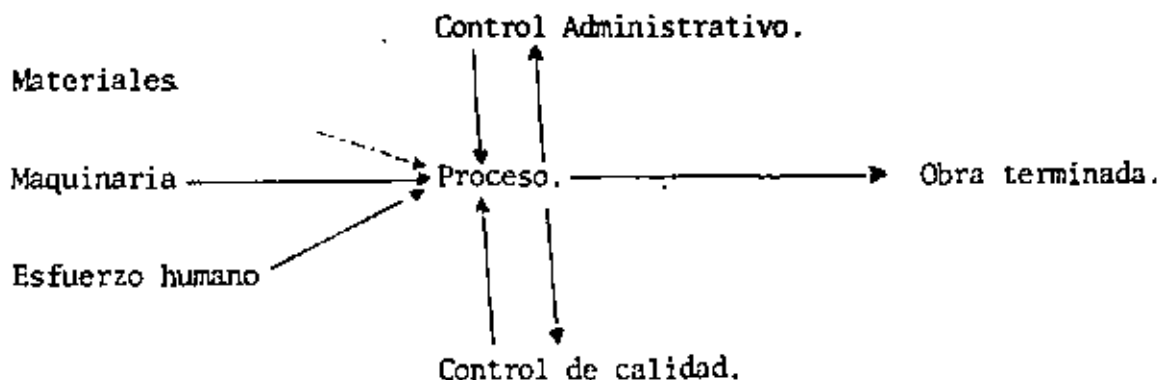 Control Administrativo.
Materiales
Maquinaria
Proceso.
Obra terminada.
Esfuerzo humano
Control de calidad.